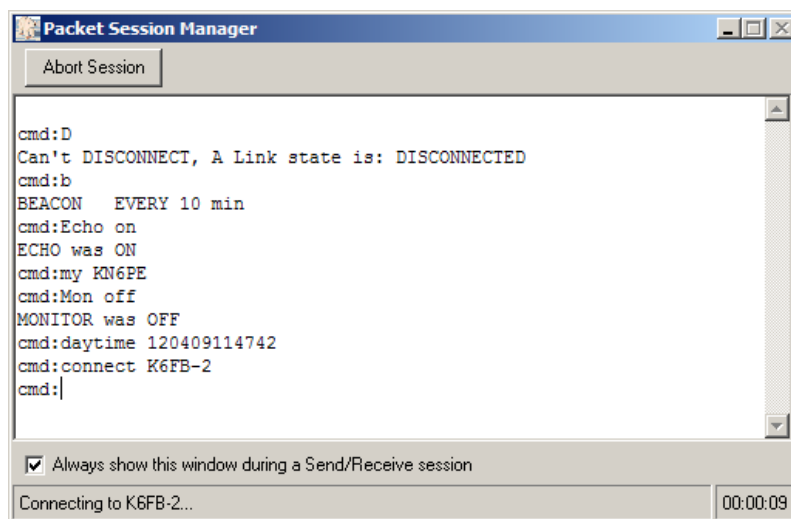 Packet Session Manager
Abort Session
cmd:D
Can't DISCONNECT, A Link state is: DISCONNECTED
cmd:b
BEACON   EVERY 10 min
cmd:Echo on
ECHO was ON
cmd:my KN6PE
cmd:Mon off
MONITOR was OFF
cmd:daytime 120409114742
cmd:connect K6FB-2
cmd:
Always show this window during a Send/Receive session
Connecting to K6FB-2... 00:00:09